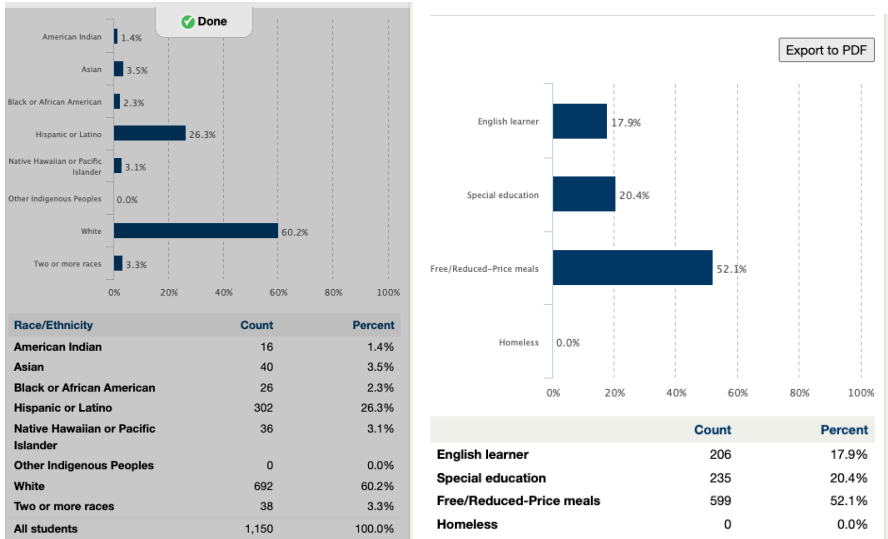 Done
American Indian 1.4%
Asian 3.5%
Black or African American 2.3%
Hispanic or Latino 26.3%
Native Hawaiian or Pacific
Islander 3.1%
Other Indigenous Peoples 0.0%
White 60.2%
Two or more races 3.3%
0% 20% 40% 60% 80% 100%
Race/Ethnicity Count Percent
American Indian 16 1.4%
Asian 40 3.5%
Black or African American 26 2.3%
Hispanic or Latino 302 26.3%
Native Hawaiian or Pacific 36 3.1%
Islander
Other Indigenous Peoples 0 0.0%
White 692 60.2%
Two or more races 38 3.3%
All students 1,150 100.0%
Export to PDF
English learner 17.9%
Special education 20.4%
Free/Reduced-Price meals 52.1%
Homeless 0.0%
0% 20% 40% 60% 80% 100%
Count Percent
English learner 206 17.9%
Special education 235 20.4%
Free/Reduced-Price meals 599 52.1%
Homeless 0 0.0%